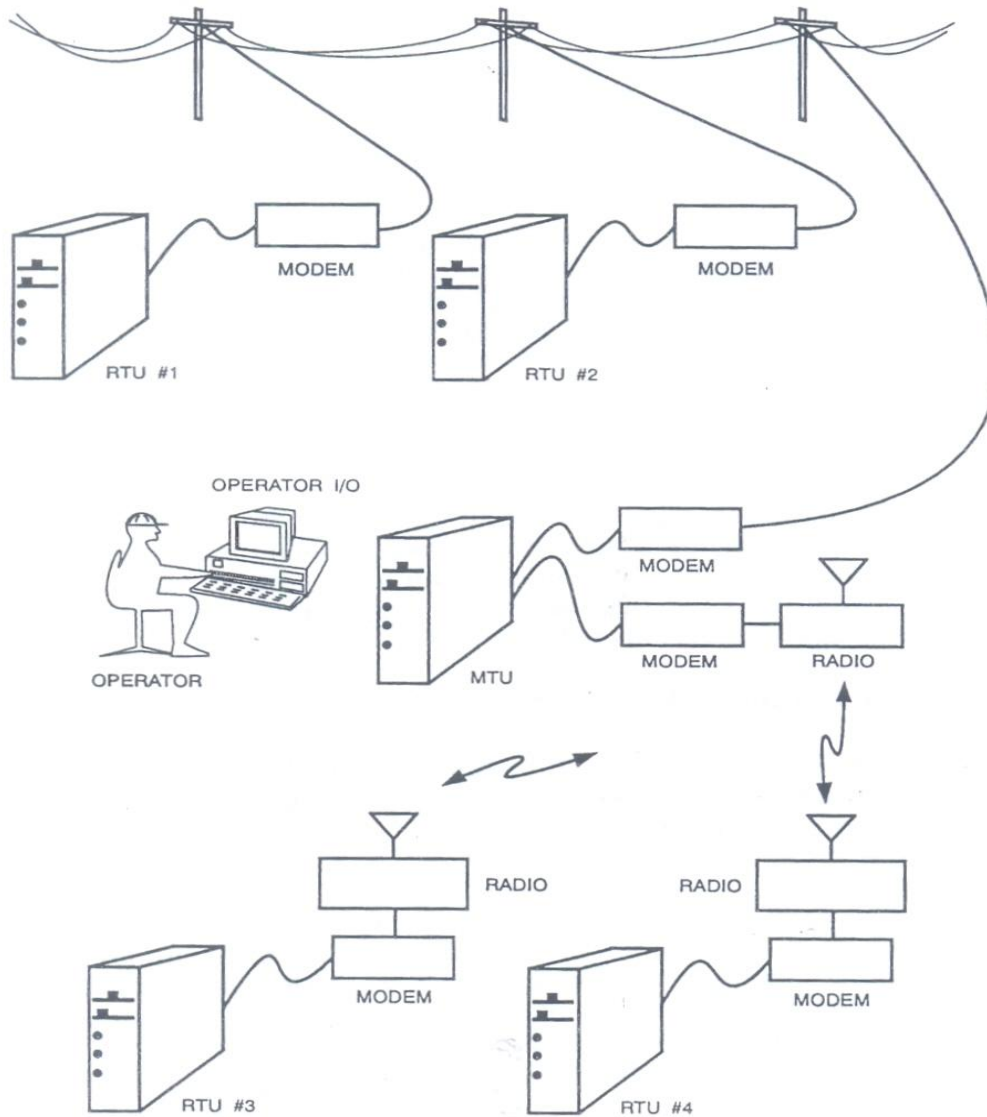 MODEM
MODEM
RTU #1
RTU #2
OPERATOR I/O
MODEM
OPERATOR
MTU
MODEM
RADIO
RADIO
RADIO
MODEM
MODEM
RTU #3
RTU #4